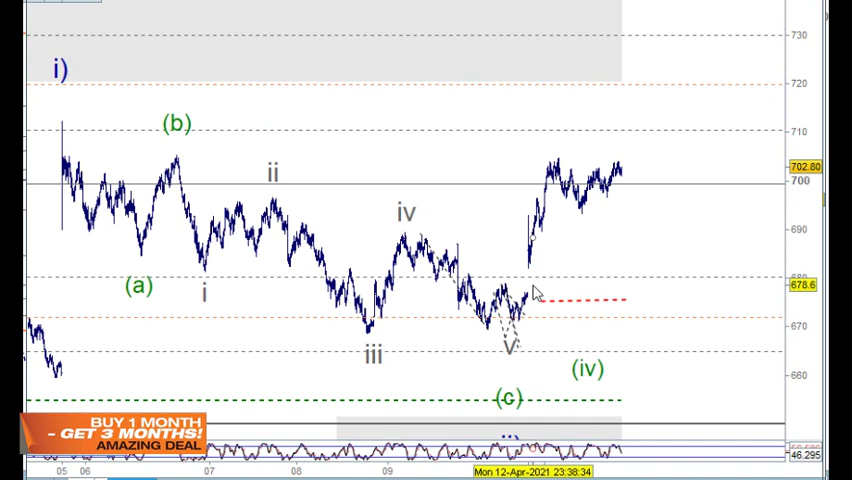 730
i)
720
(b)
710
702.80
700
ii
iv
690
(a)
i
680
678.6
670
iii
v
(iv)
660
(c)
BUY 1 MONTH
- GET 3 MONTHS!
AMAZING DEAL
46.295
05 06 07 08 09 Mon 12-Apr-2021 23:38:34